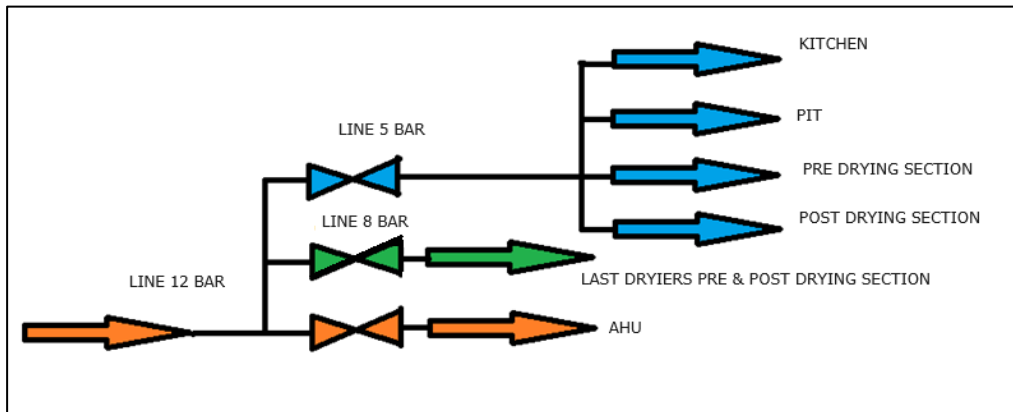 KITCHEN
PIT
LINE 5 BAR
PRE DRYING SECTION
POST DRYING SECTION
LINE 8 BAR
LAST DRYIERS PRE & POST DRYING SECTION
LINE 12 BAR
AHU